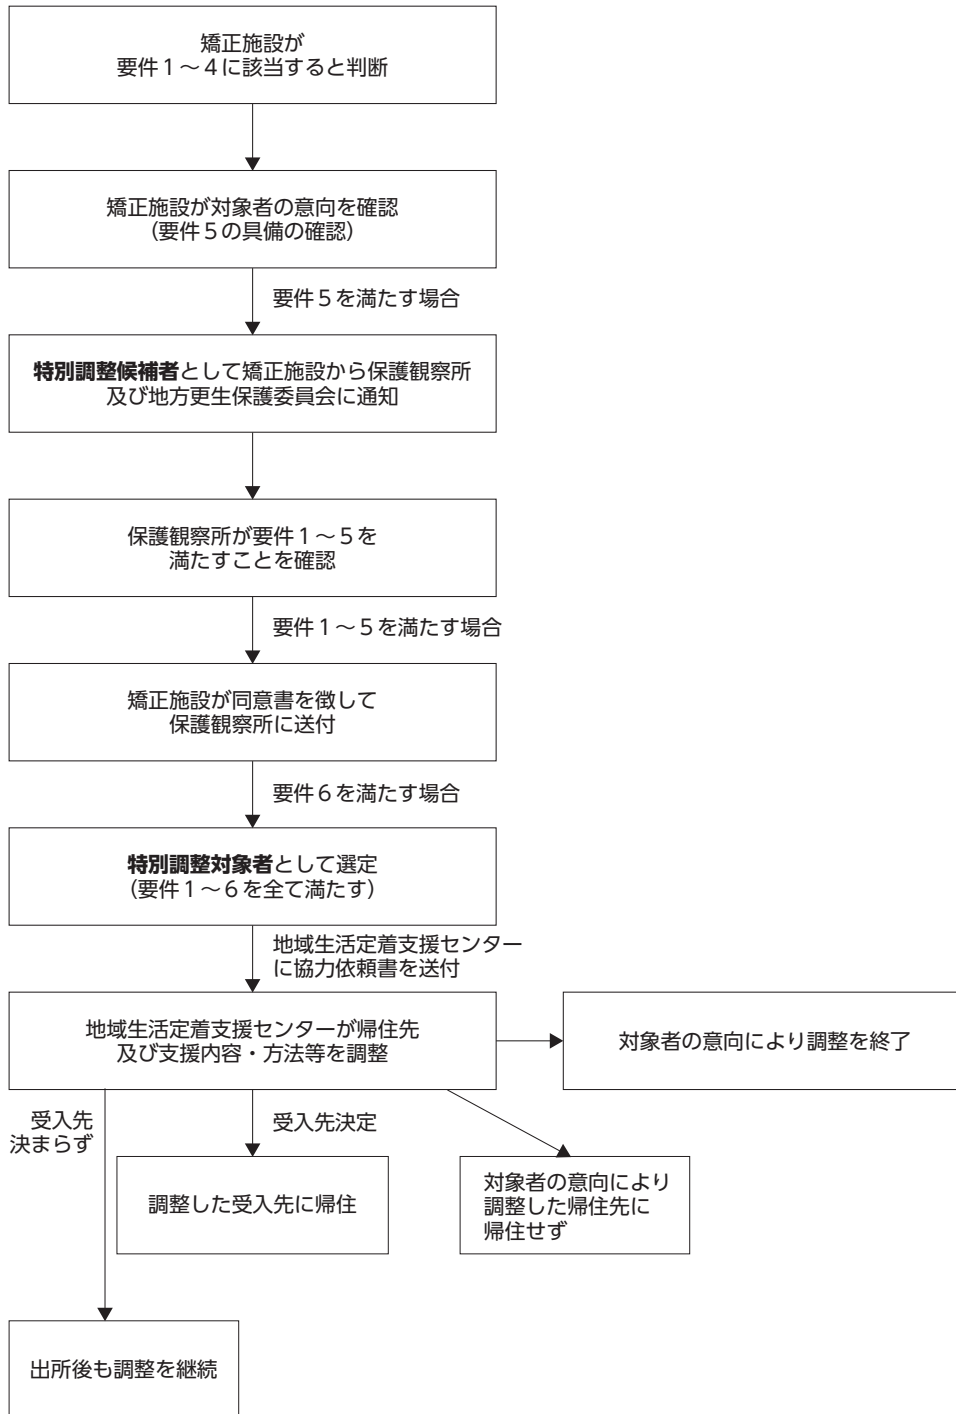 矯正施設が
要件１～４に該当すると判断
矯正施設が対象者の意向を確認
（要件５の具備の確認）
要件５を満たす場合
特別調整候補者として矯正施設から保護観察所
及び地方更生保護委員会に通知
保護観察所が要件１～５を
満たすことを確認
要件１～５を満たす場合
矯正施設が同意書を徴して
保護観察所に送付
要件６を満たす場合
特別調整対象者として選定
（要件１～６を全て満たす）
地域生活定着支援センター
に協力依頼書を送付
地域生活定着支援センターが帰住先
及び支援内容・方法等を調整
対象者の意向により調整を終了
受入先
決まらず
受入先決定
調整した受入先に帰住
対象者の意向により
調整した帰住先に
帰住せず
出所後も調整を継続